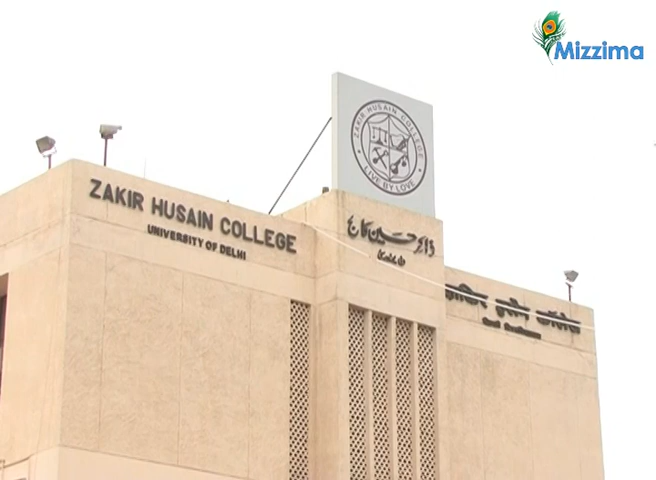 Mizzima
ZAKIR HUSAIN COLLEGE
LIVE BY LOVE
ZAKIR HUSAIN COLLEGE
UNIVERSITY OF DELHI
ذاکر حسین کالج
ज़ाकिर हुसैन कॉलेज